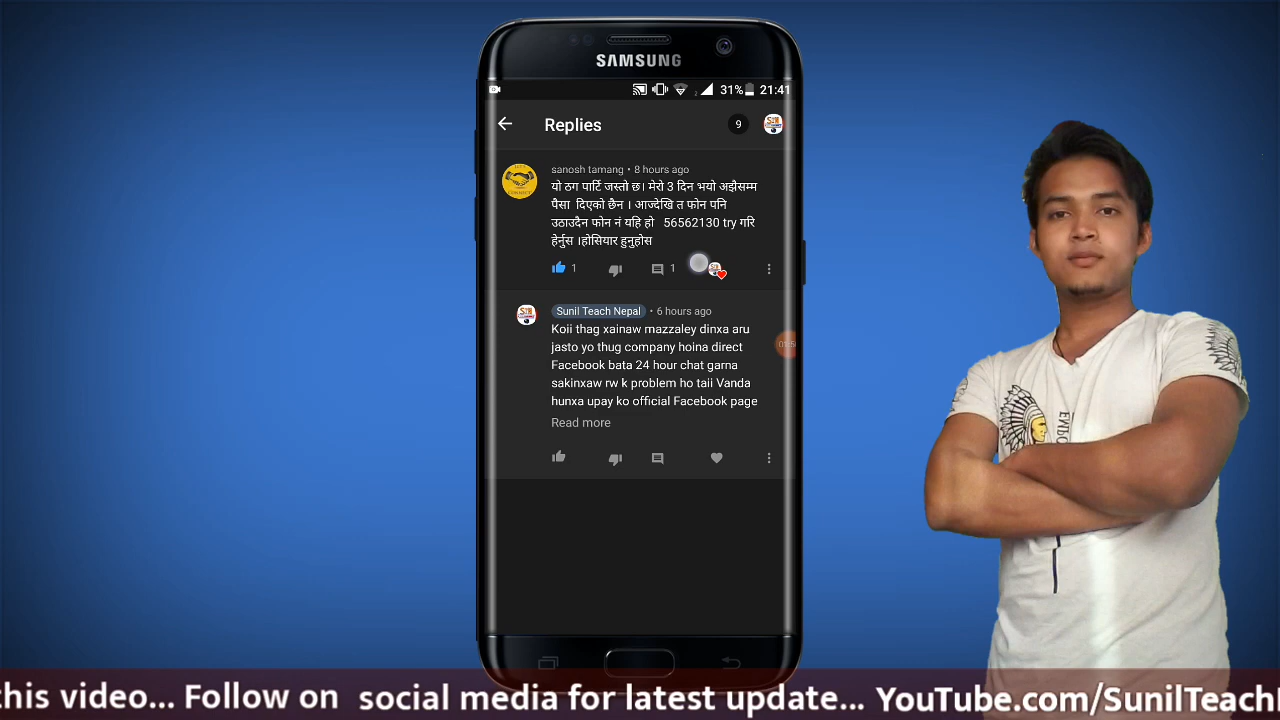 SAMSUNG
31% 21:41
Replies
9
sanosh tamang • 8 hours ago
यो ठग पार्टि जस्तो छ। मेरो 3 दिन भयो अझैसम्म
पैसा दिएको छैन । आज्देखि त फोन पनि
उठाउदैन फोन नं यहि हो 56562130 try गरि
हेर्नुस ।होसियार हुनुहोस
1
1
Sunil Teach Nepal • 6 hours ago
Koii thag xainaw mazzaley dinxa aru
jasto yo thug company hoina direct
Facebook bata 24 hour chat garna
sakinxaw rw k problem ho taii Vanda
hunxa upay ko official Facebook page
Read more
this video... Follow on social media for latest update... YouTube.com/SunilTeach